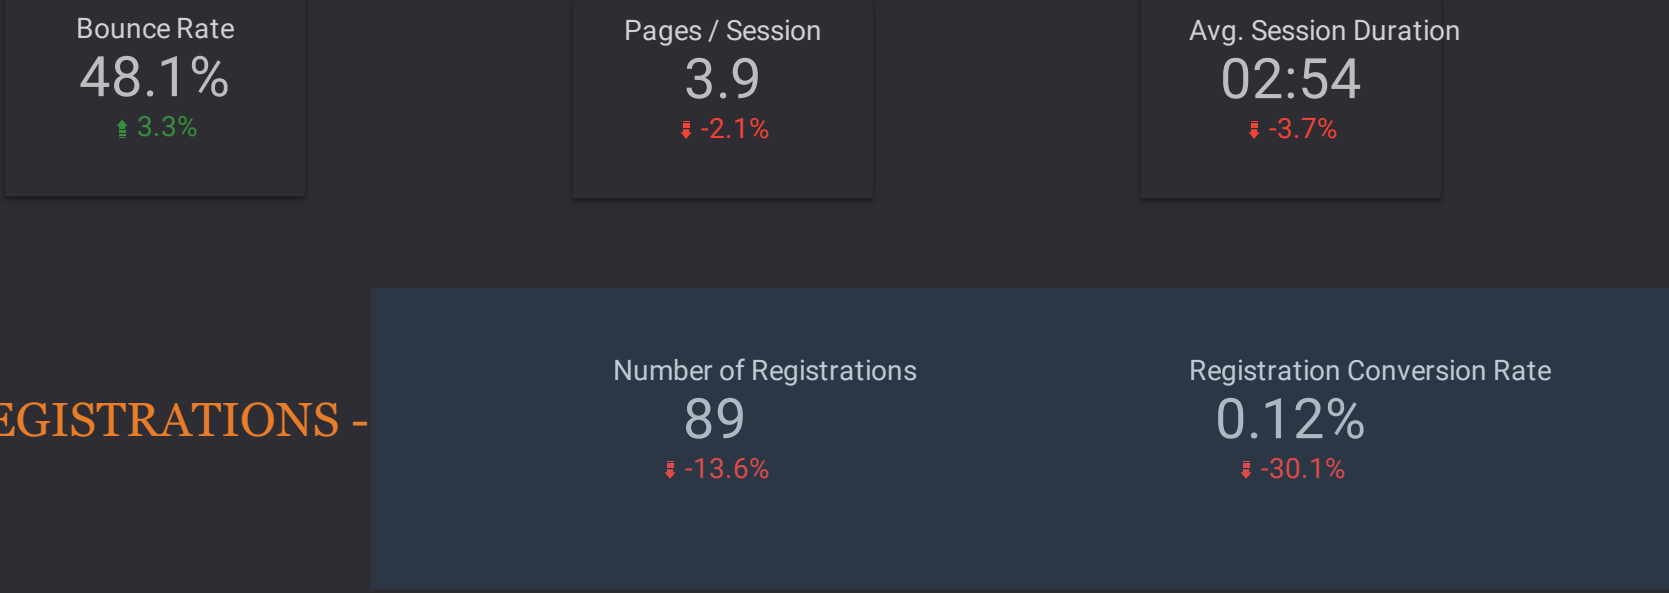 Bounce Rate
48.1%
3.3%
Pages / Session
3.9
-2.1%
Avg. Session Duration
02:54
-3.7%
EGISTRATIONS -
Number of Registrations
89
-13.6%
Registration Conversion Rate
0.12%
-30.1%